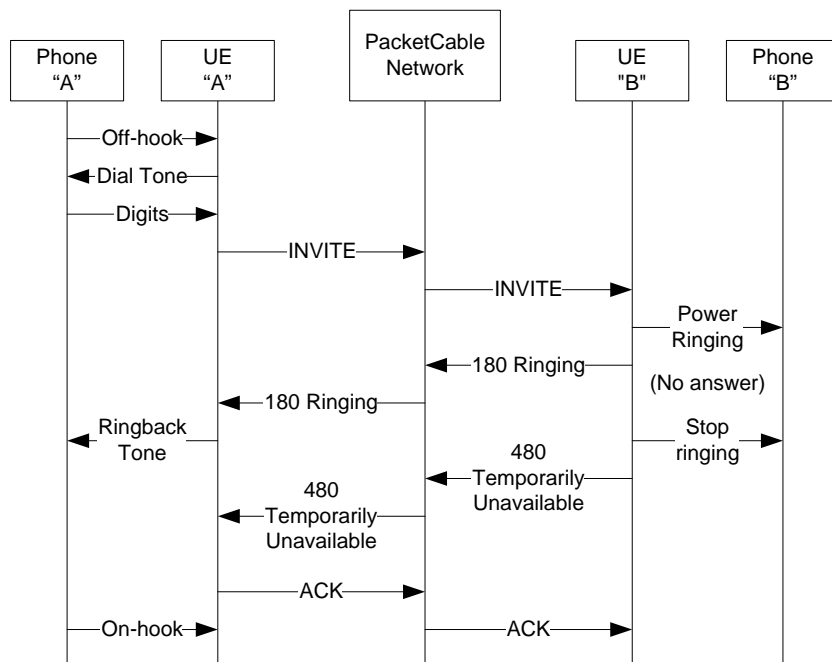 Phone
“A”
UE
“A”
PacketCable
Network
UE
"B"
Phone
“B”
Off-hook
Dial Tone
Digits
INVITE
INVITE
Power
Ringing
180 Ringing
(No answer)
180 Ringing
Ringback
Tone
Stop
ringing
480
Temporarily
Unavailable
480
Temporarily
Unavailable
ACK
On-hook
ACK